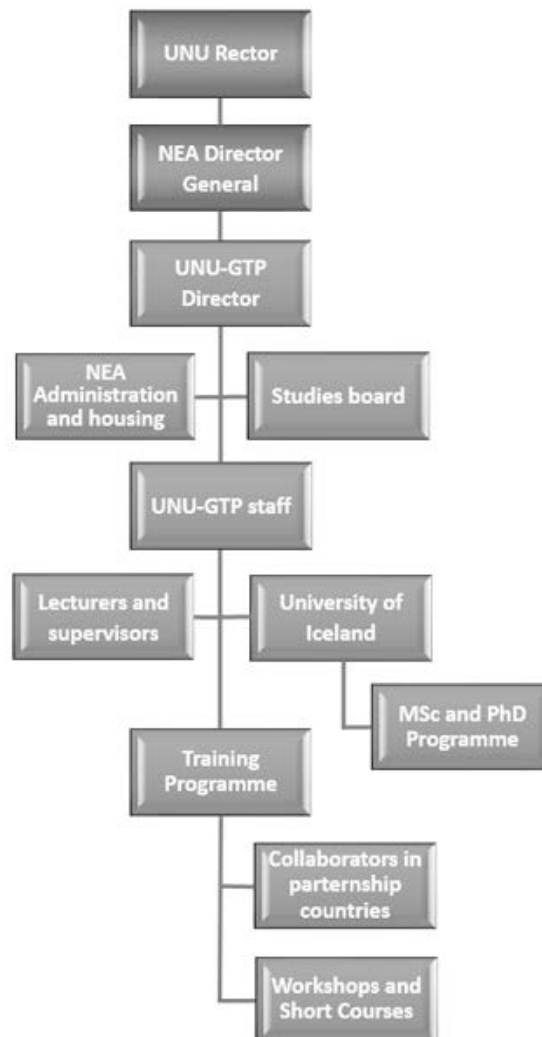 UNU Rector
NEA Director
General
UNU-GTP
Director
NEA
Administration
and housing
Studies board
UNU-GTP staff
Lecturers and
supervisors
University of
Iceland
MSc and PhD
Programme
Training
Programme
Collaborators in
parternship
countries
Workshops and
Short Courses